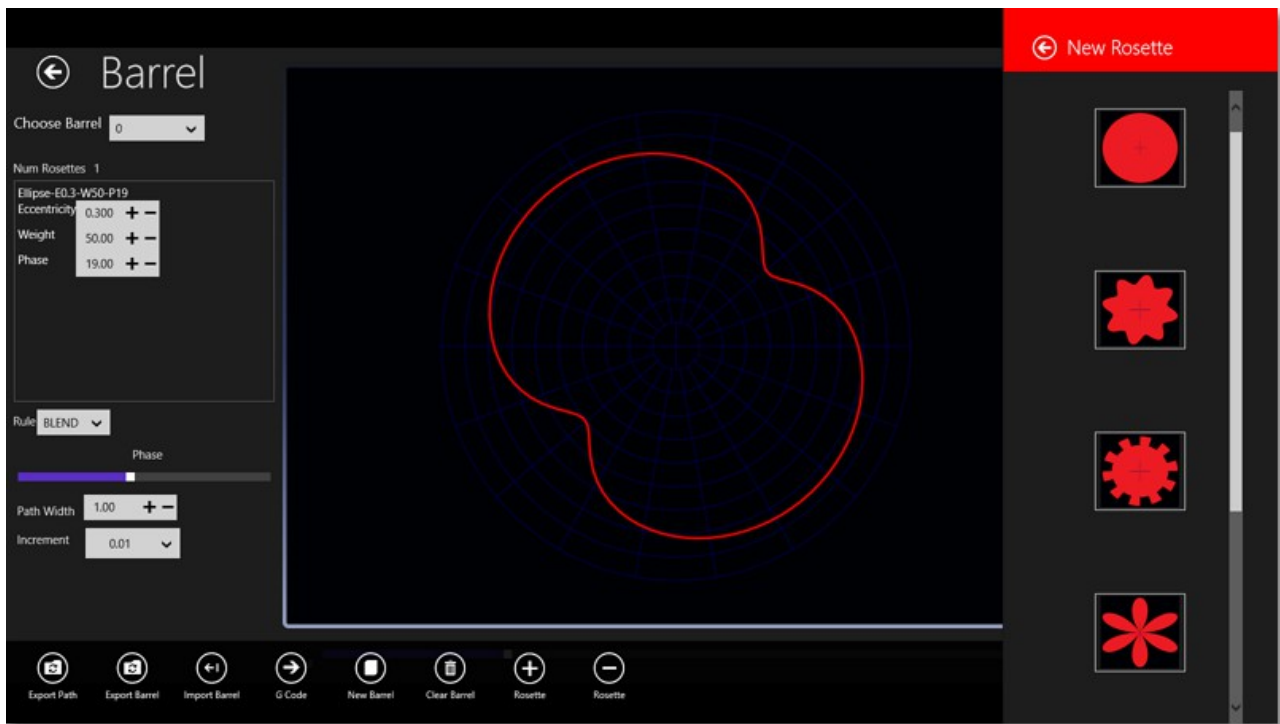 Barrel
Choose Barrel 0
Num Rosettes 1
Ellipse-E0.3-W50-P19
Eccentricity 0.300 + −
Weight 50.00 + −
Phase 19.00 + −
Rule BLEND
Phase
Path Width 1.00 + −
Increment 0.01
Export Path Export Barrel Import Barrel G Code New Barrel Clear Barrel Rosette Rosette
New Rosette